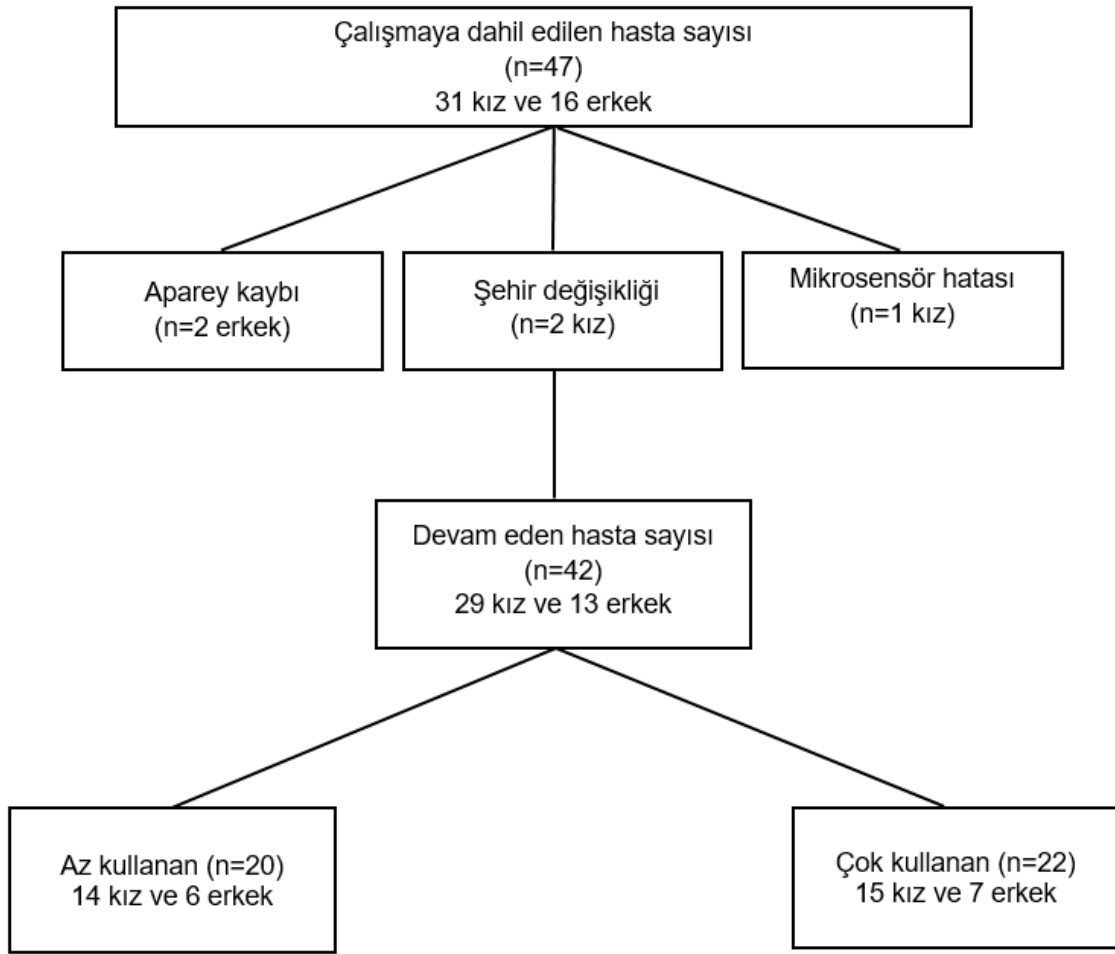 Çalışmaya dahil edilen hasta sayısı
(n=47)
31 kız ve 16 erkek
Aparey kaybı
(n=2 erkek)
Şehir değişikliği
(n=2 kız)
Mikrosensör hatası
(n=1 kız)
Devam eden hasta sayısı
(n=42)
29 kız ve 13 erkek
Az kullanan (n=20)
14 kız ve 6 erkek
Çok kullanan (n=22)
15 kız ve 7 erkek